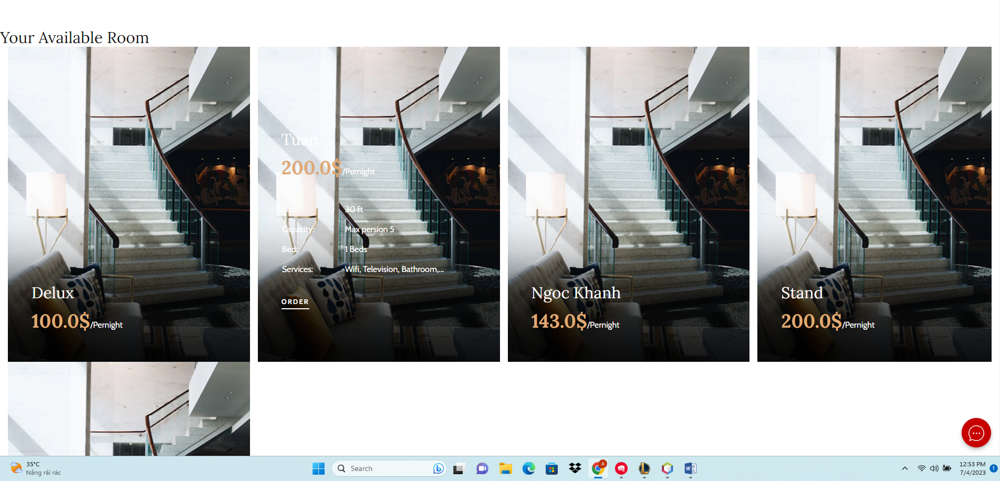 Your Available Room
Delux
100.0$/Pernight
Tuan
200.0$/Pernight
Size: 30 ft
Capacity: Max persion 5
Bed: 1 Beds
Services: Wifi, Television, Bathroom,...
ORDER
Ngoc Khanh
143.0$/Pernight
Stand
200.0$/Pernight
35°C
Nắng rải rác
Search
A
W
12:53 PM
7/4/2023
1